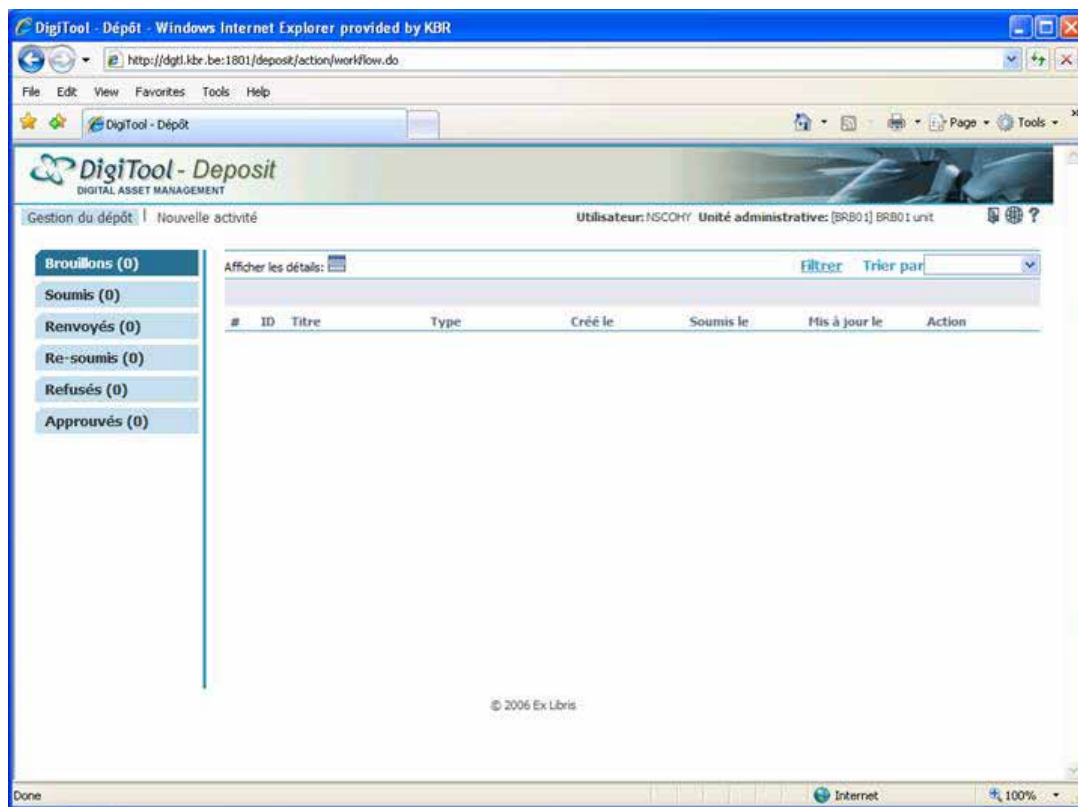 DigiTool - Dépôt - Windows Internet Explorer provided by KBR
http://dgtl.kbr.be:1801/deposit/action/workflow.do
File Edit View Favorites Tools Help
DigiTool - Dépôt Page Tools
DigiTool - Deposit
DIGITAL ASSET MANAGEMENT
Gestion du dépôt | Nouvelle activité Utilisateur: NSCOHY Unité administrative: [BRB01] BRB01 unit
Brouillons (0) Afficher les détails: Filtrer Trier par
Soumis (0)
Renvoyés (0) # ID Titre Type Créé le Soumis le Mis à jour le Action
Re-soumis (0)
Refusés (0)
Approuvés (0)
© 2006 Ex Libris
Done Internet 100%